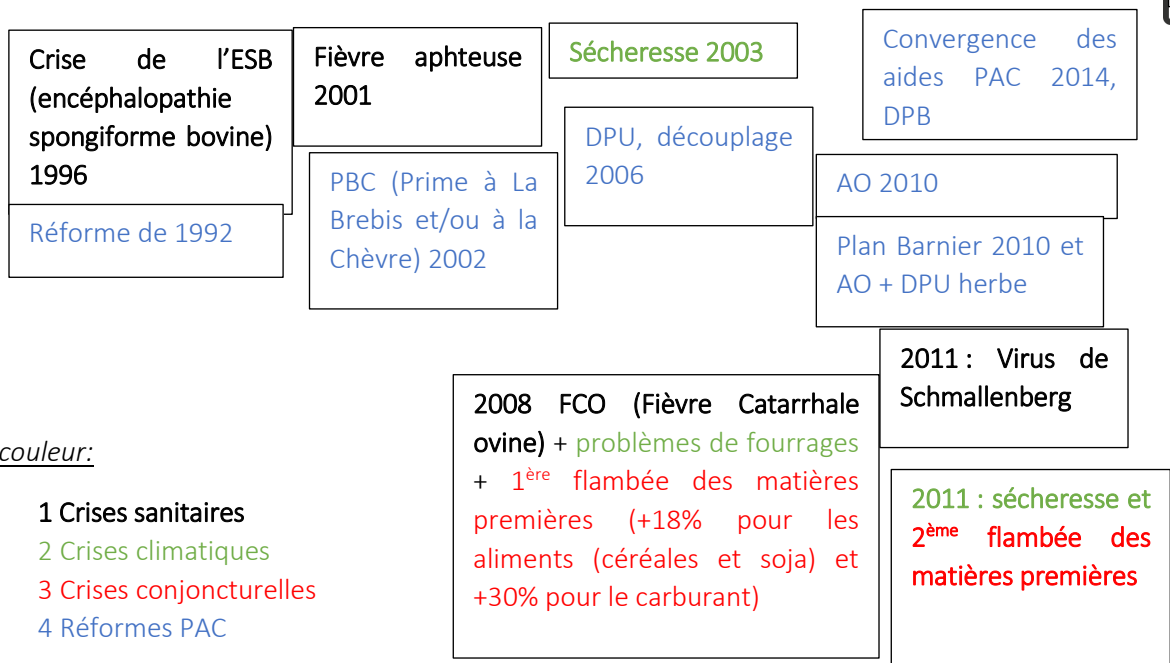 Crise de l’ESB
(encéphalopathie
spongiforme bovine)
1996
Réforme de 1992
Fièvre aphteuse
2001
PBC (Prime à La
Brebis et/ou à la
Chèvre) 2002
Sécheresse 2003
DPU, découplage
2006
Convergence des
aides PAC 2014,
DPB
AO 2010
Plan Barnier 2010 et
AO + DPU herbe
2011 : Virus de
Schmallenberg
2008 FCO (Fièvre Catarrhale
ovine) + problèmes de fourrages
+ 1ère flambée des matières
premières (+18% pour les
aliments (céréales et soja) et
+30% pour le carburant)
2011 : sécheresse et
2ème flambée des
matières premières
couleur:
1 Crises sanitaires
2 Crises climatiques
3 Crises conjoncturelles
4 Réformes PAC